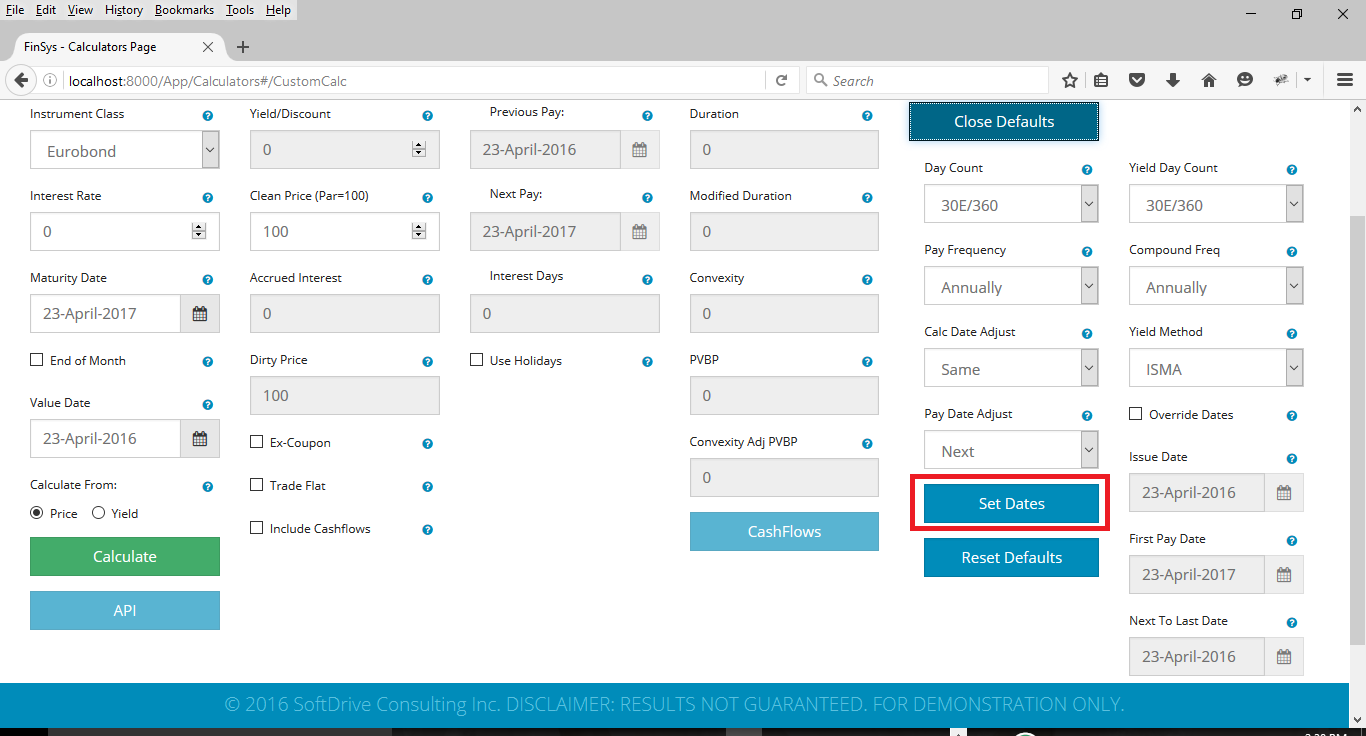 File Edit View History Bookmarks Tools Help
FinSys - Calculators Page
localhost:8000/App/Calculators#/CustomCalc
Search
Instrument Class
Eurobond
Interest Rate
0
Maturity Date
23-April-2017
End of Month
Value Date
23-April-2016
Calculate From:
Price Yield
Calculate
API
Yield/Discount
0
Clean Price (Par=100)
100
Accrued Interest
0
Dirty Price
100
Ex-Coupon
Trade Flat
Include Cashflows
Previous Pay:
23-April-2016
Next Pay:
23-April-2017
Interest Days
0
Use Holidays
Duration
0
Modified Duration
0
Convexity
0
PVBP
0
Convexity Adj PVBP
0
CashFlows
Close Defaults
Day Count
30E/360
Pay Frequency
Annually
Calc Date Adjust
Same
Pay Date Adjust
Next
Set Dates
Reset Defaults
Yield Day Count
30E/360
Compound Freq
Annually
Yield Method
ISMA
Override Dates
Issue Date
23-April-2016
First Pay Date
23-April-2017
Next To Last Date
23-April-2016
© 2016 SoftDrive Consulting Inc. DISCLAIMER: RESULTS NOT GUARANTEED. FOR DEMONSTRATION ONLY.